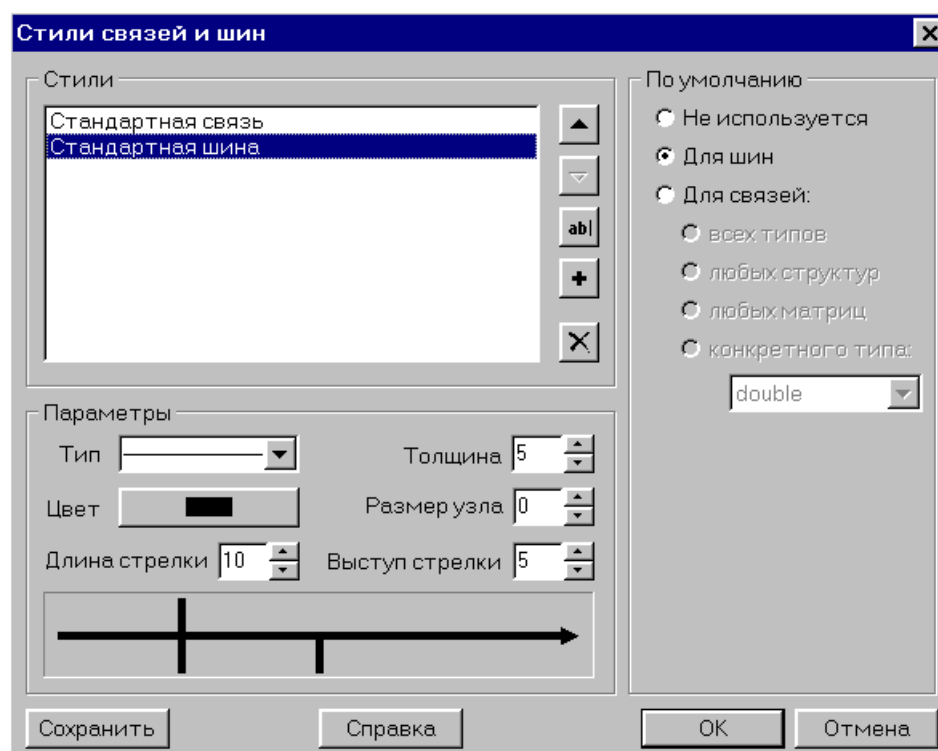 Стили связей и шин
Стили
Стандартная связь
Стандартная шина
ab|
По умолчанию
Не используется
Для шин
Для связей:
всех типов
любых структур
любых матриц
конкретного типа:
double
Параметры
Тип
Толщина 5
Цвет
Размер узла 0
Длина стрелки 10
Выступ стрелки 5
Сохранить
Справка
OK
Отмена